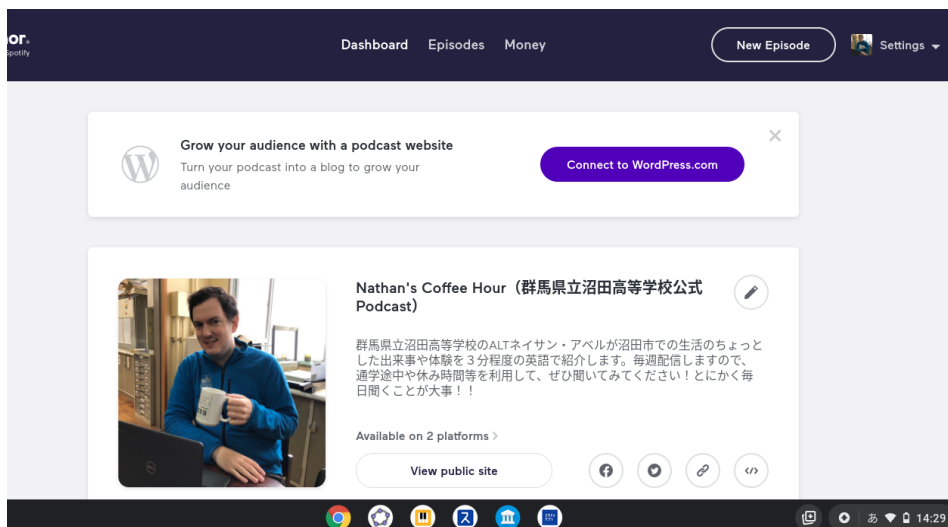 or.
Spotify
Dashboard Episodes Money New Episode Settings
Grow your audience with a podcast website
Turn your podcast into a blog to grow your
audience
Connect to WordPress.com
Nathan's Coffee Hour（群馬県立沼田高等学校公式
Podcast）
群馬県立沼田高等学校のALTネイサン・アベルが沼田市での生活のちょっと
した出来事や体験を３分程度の英語で紹介します。毎週配信しますので、
通学途中や休み時間等を利用して、ぜひ聞いてみてください！とにかく毎
日聞くことが大事！！
Available on 2 platforms
View public site
ス
あ 14:29